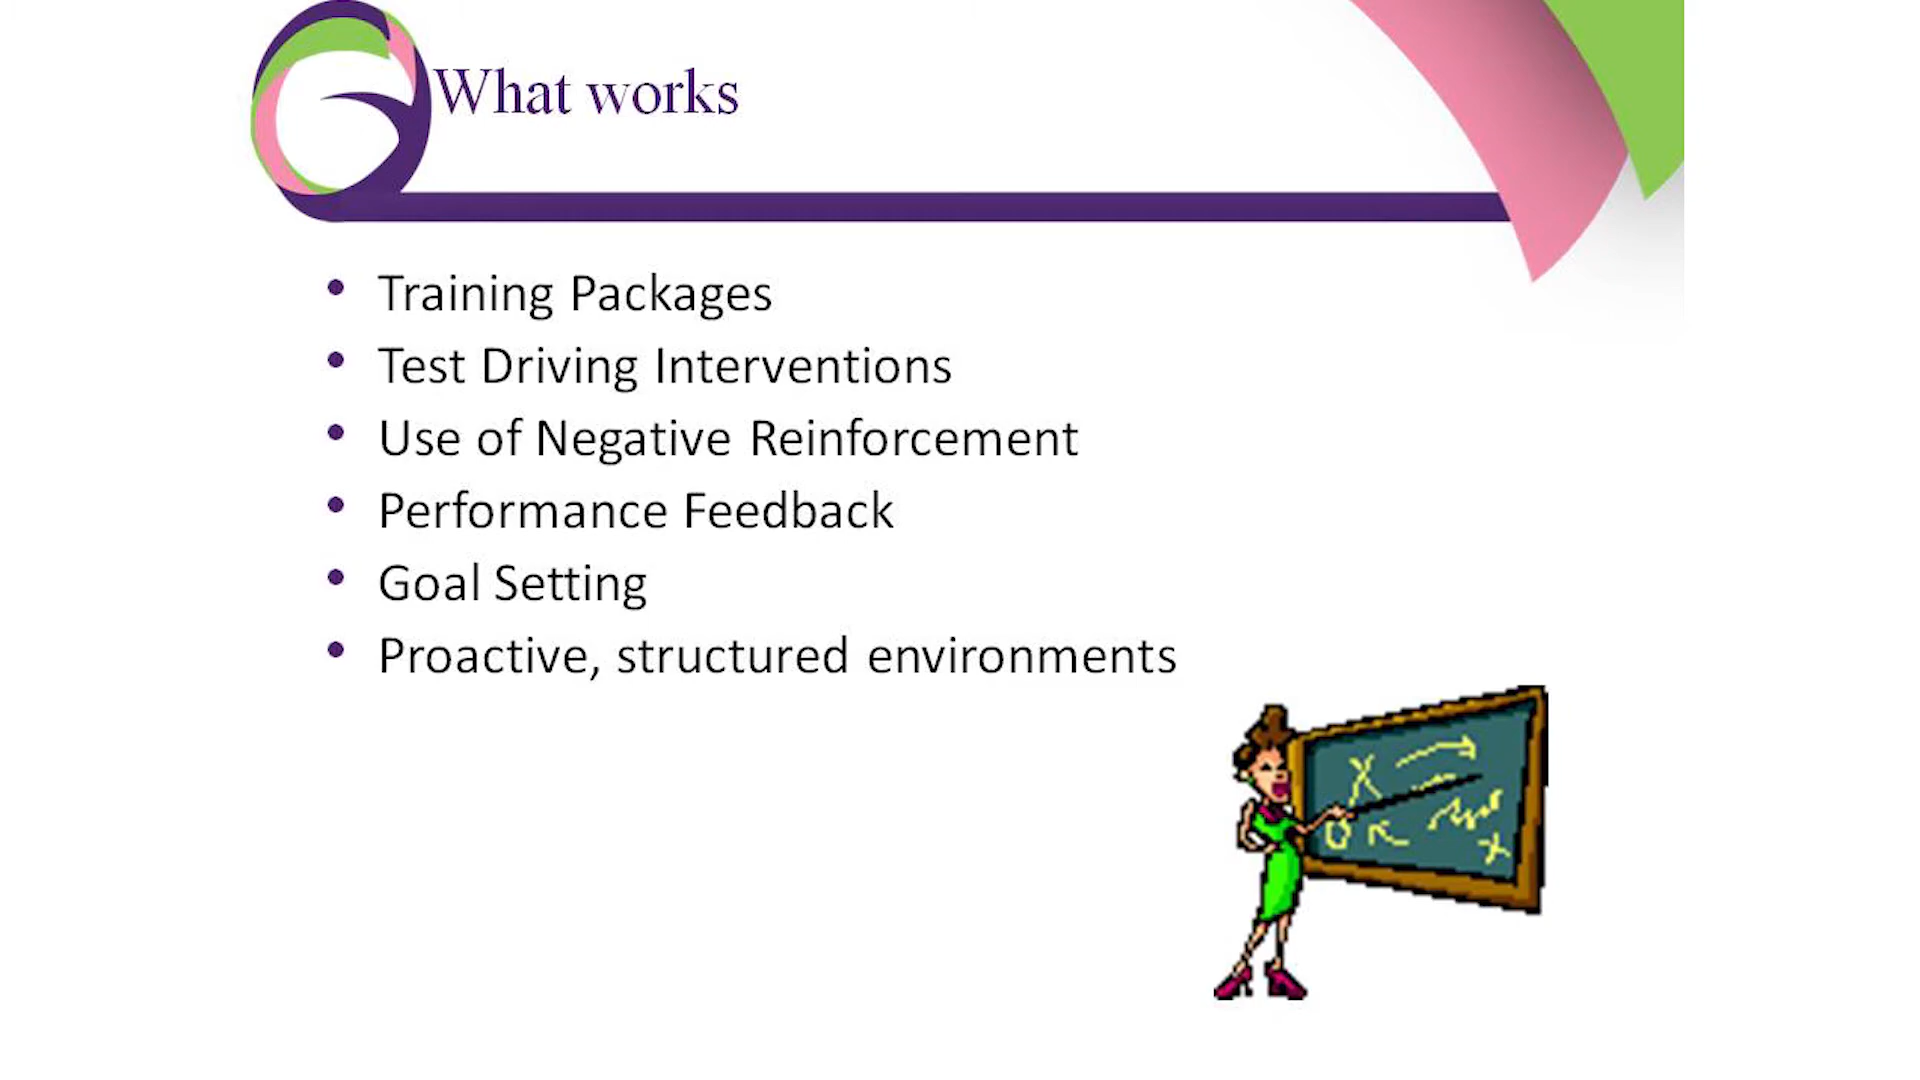 What works
• Training Packages
• Test Driving Interventions
• Use of Negative Reinforcement
• Performance Feedback
• Goal Setting
• Proactive, structured environments